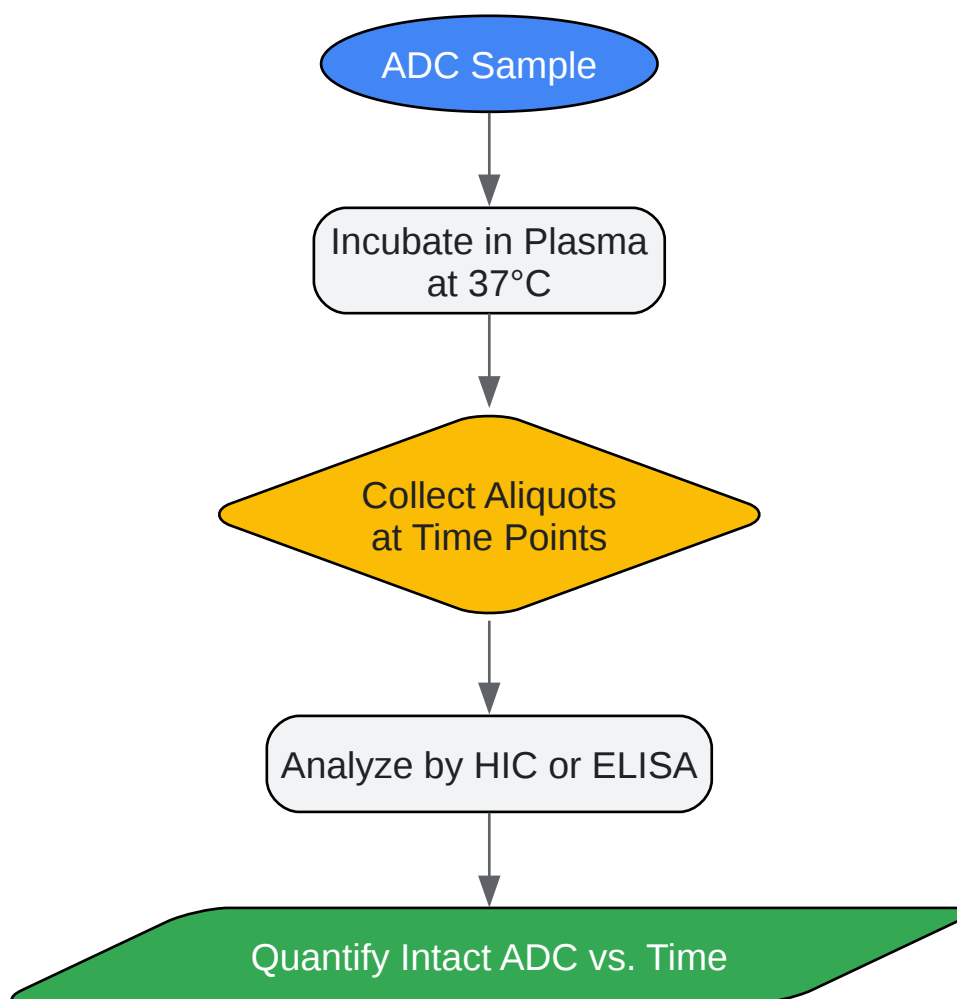 ADC Sample
Incubate in Plasma
at 37°C
Collect Aliquots
at Time Points
Analyze by HIC or ELISA
Quantify Intact ADC vs. Time